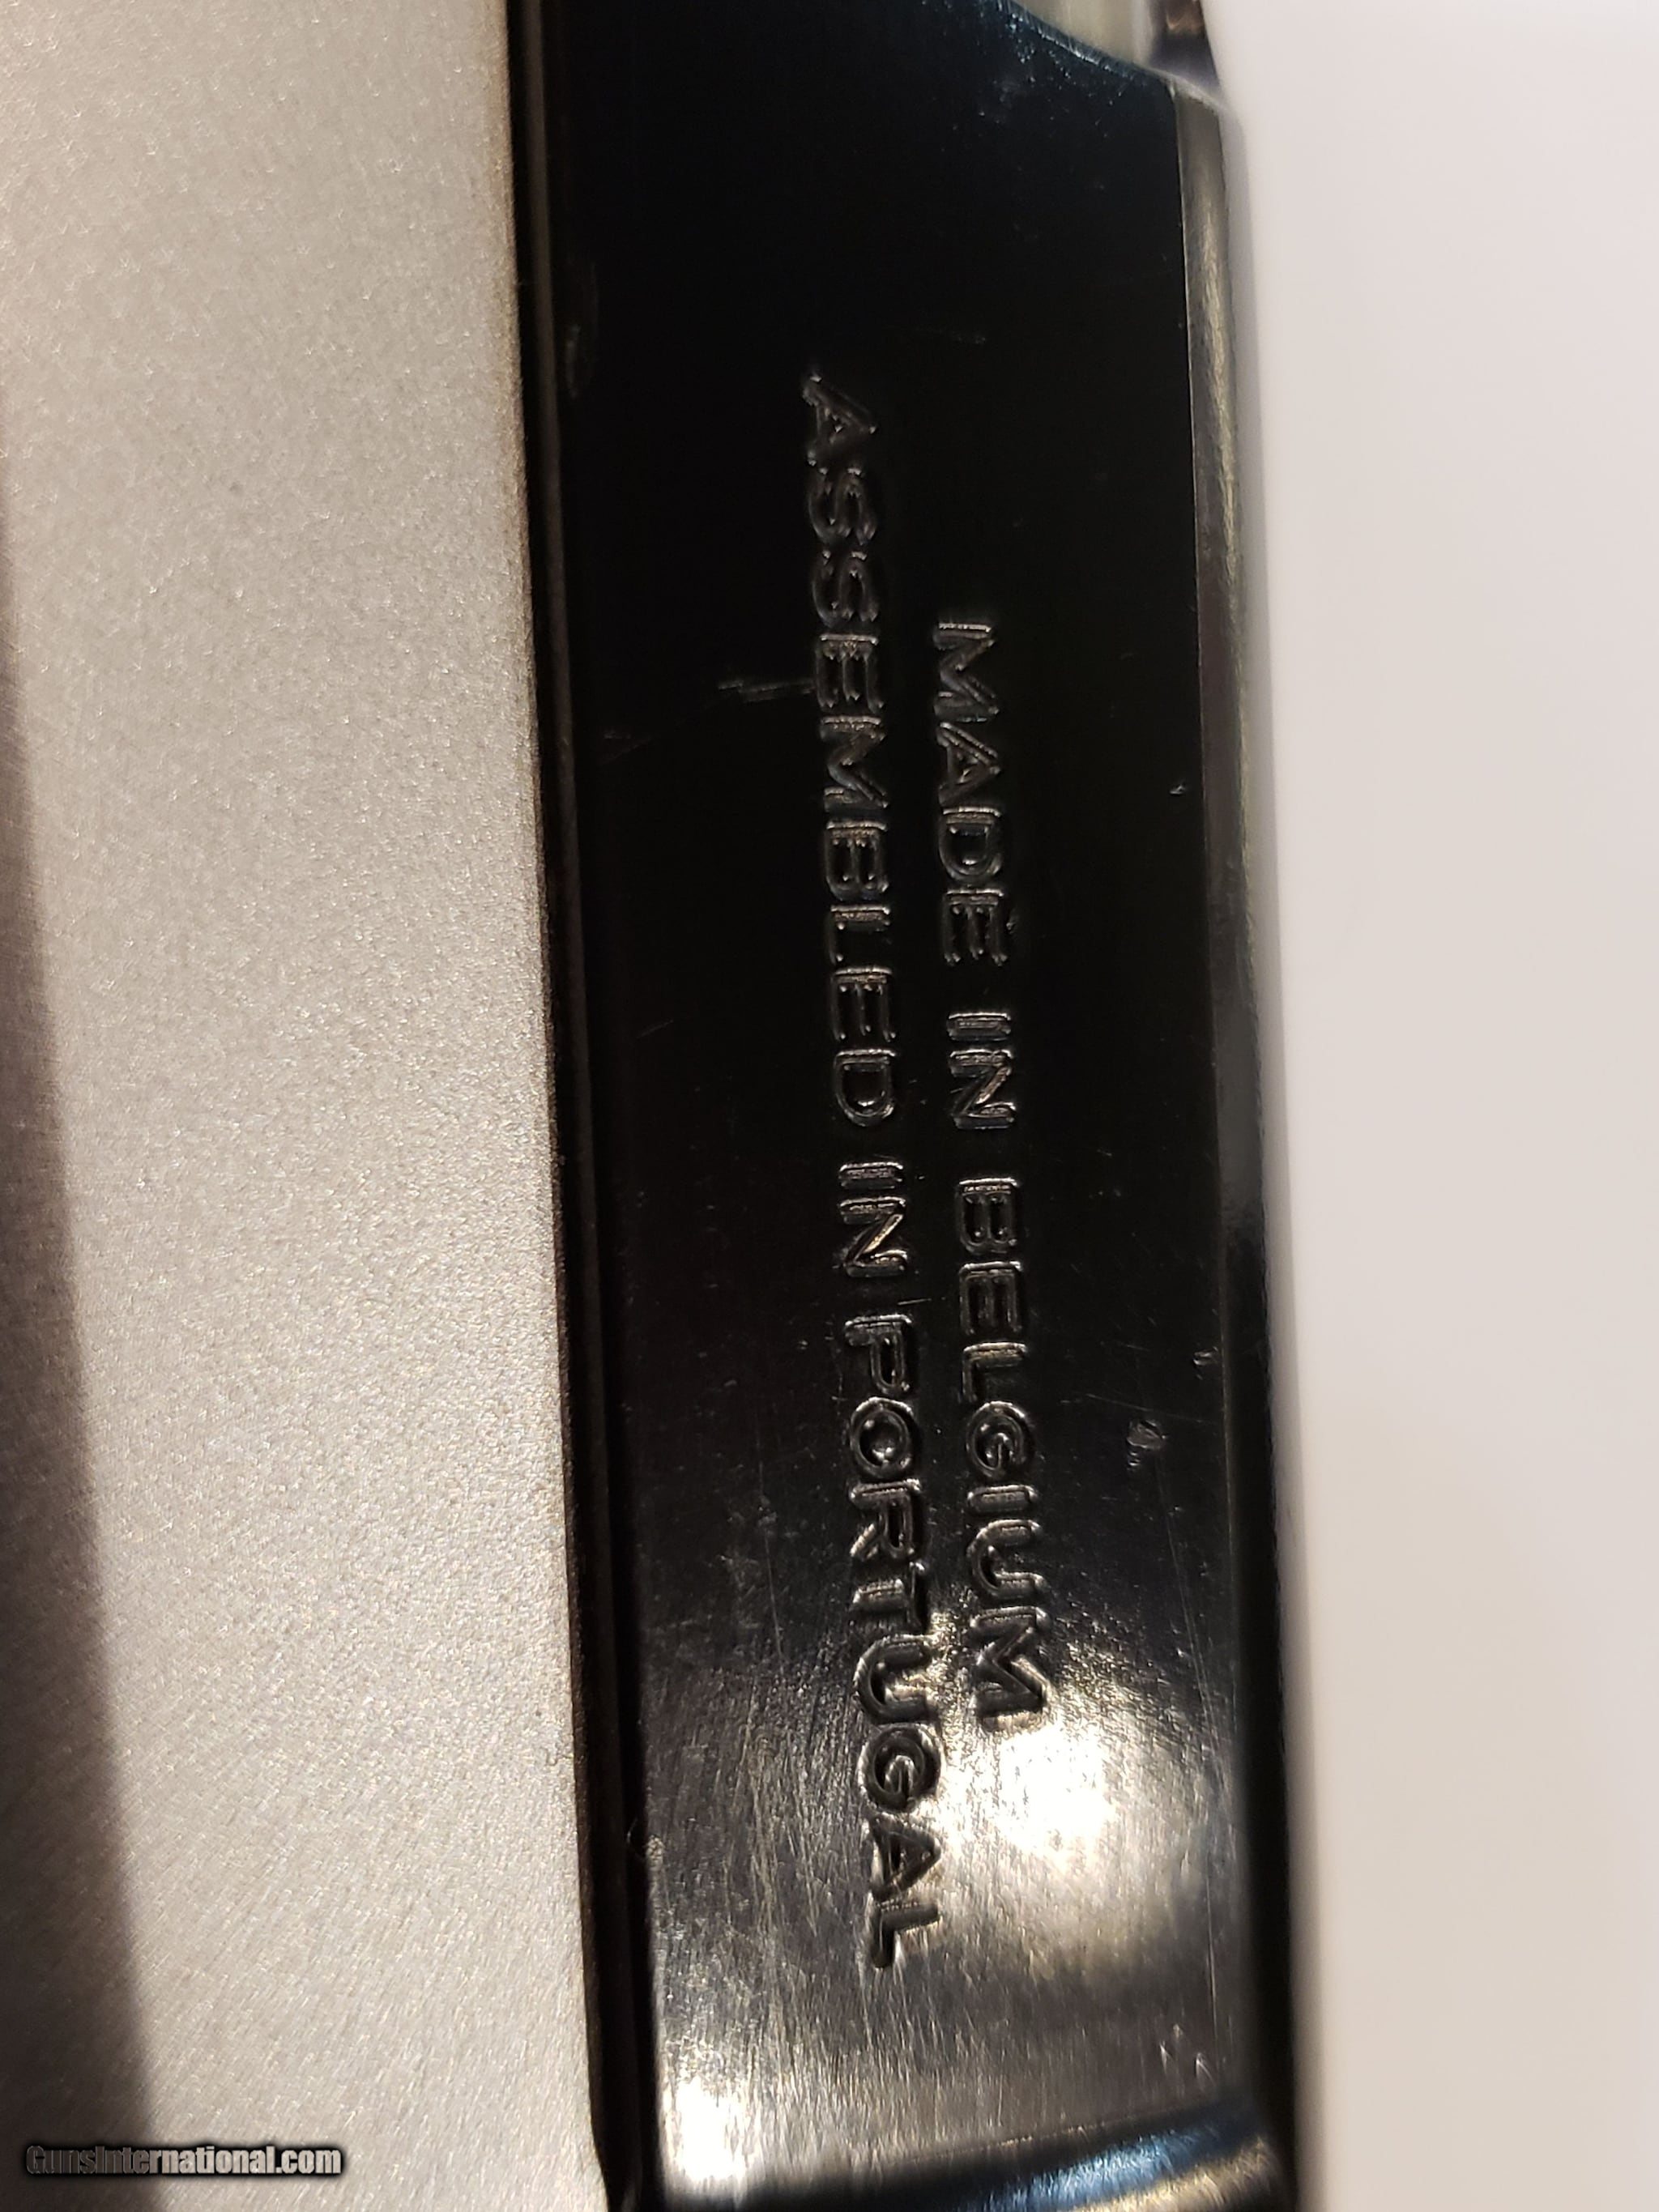 MADE IN BELGIUM
ASSEMBLED IN PORTUGAL
GunsInternational.com